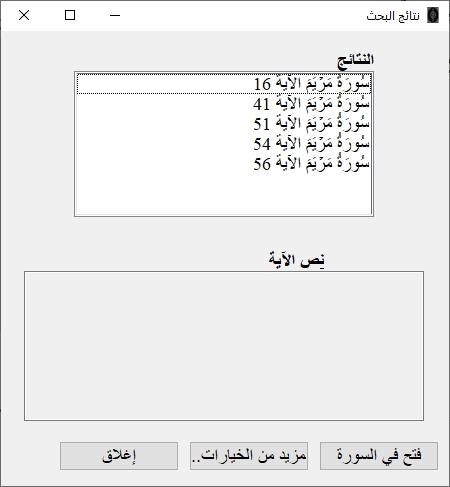 نتائج البحث
النتائج
سُورَةُ مَرۡيَمَ الآية 16
سُورَةُ مَرۡيَمَ الآية 41
سُورَةُ مَرۡيَمَ الآية 51
سُورَةُ مَرۡيَمَ الآية 54
سُورَةُ مَرۡيَمَ الآية 56
نص الآية
فتح في السورة
مزيد من الخيارات..
إغلاق